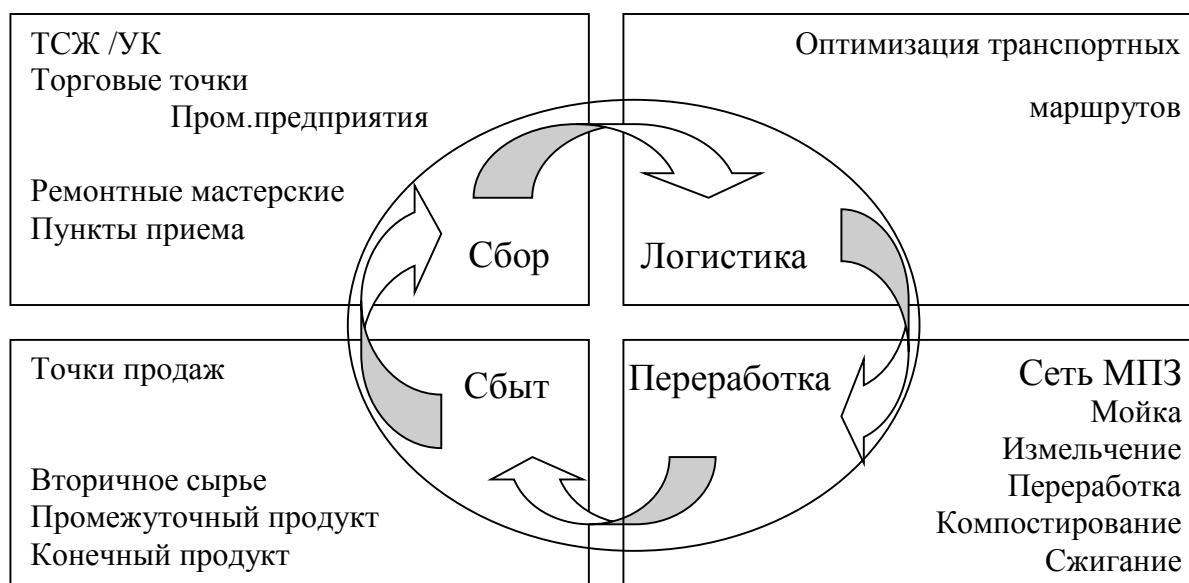 ТСЖ /УК
Торговые точки
Пром.предприятия
Ремонтные мастерские
Пункты приема
Сбор
Оптимизация транспортных
маршрутов
Логистика
Точки продаж
Сбыт
Вторичное сырье
Промежуточный продукт
Конечный продукт
Переработка
Сеть МПЗ
Мойка
Измельчение
Переработка
Компостирование
Сжигание